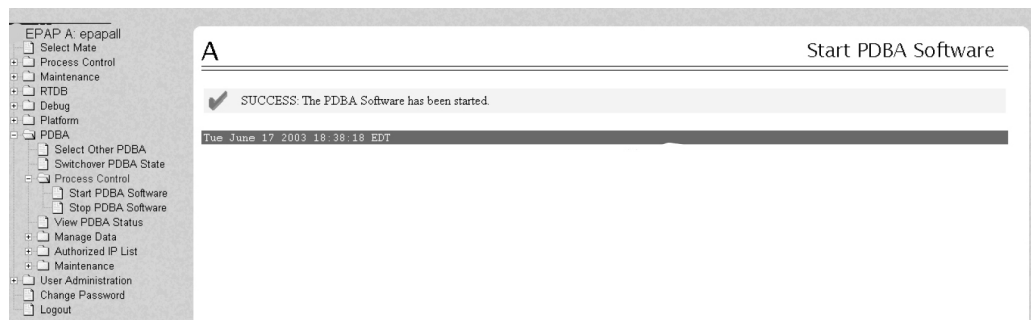 EPAP A: epapall
Select Mate
Process Control
Maintenance
RTDB
Debug
Platform
PDBA
Select Other PDBA
Switchover PDBA State
Process Control
Start PDBA Software
Stop PDBA Software
View PDBA Status
Manage Data
Authorized IP List
Maintenance
User Administration
Change Password
Logout
A
Start PDBA Software
SUCCESS: The PDBA Software has been started.
Tue June 17 2003 18:38:18 EDT